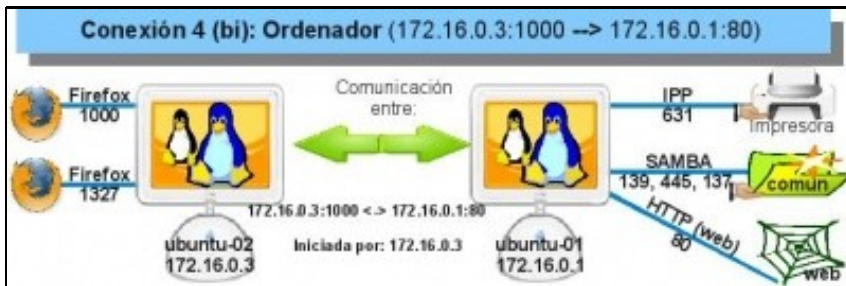 Conexión 4 (bi): Ordenador (172.16.0.3:1000 --> 172.16.0.1:80)
Firefox
1000
Firefox
1327
Comunicación
entre:
172.16.0.3:1000 <-> 172.16.0.1:80
Iniciada por: 172.16.0.3
ubuntu-02
172.16.0.3
ubuntu-01
172.16.0.1
IPP
631
Impresora
SAMBA
139, 445, 137
común
HTTP (web)
80
web